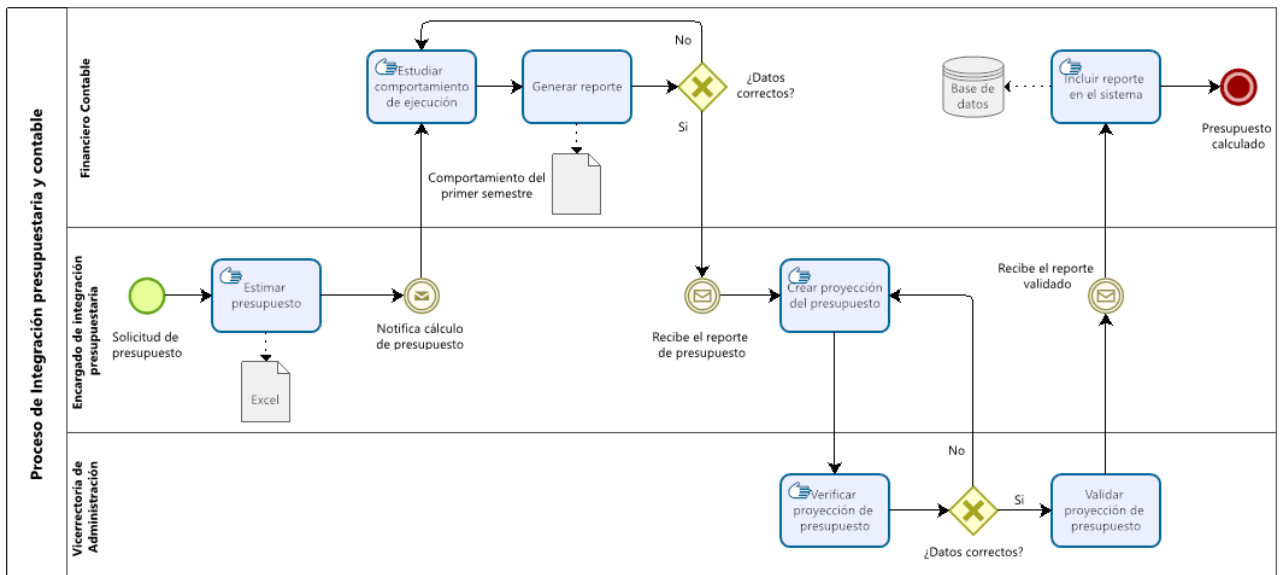 Proceso de Integración presupuestaria y contable
Financiero Contable
Estudiar
comportamiento
de ejecución
Generar reporte
No
¿Datos
correctos?
Si
Comportamiento del
primer semestre
Base de
datos
Incluir reporte
en el sistema
Presupuesto
calculado
Encargado de integración
presupuestaria
Solicitud de
presupuesto
Estimar
presupuesto
Excel
Notifica cálculo
de presupuesto
Recibe el reporte
de presupuesto
Crear proyección
del presupuesto
Recibe el reporte
validado
Vicerrectoría de
Administración
Verificar
proyección de
presupuesto
No
¿Datos correctos?
Si
Validar
proyección de
presupuesto